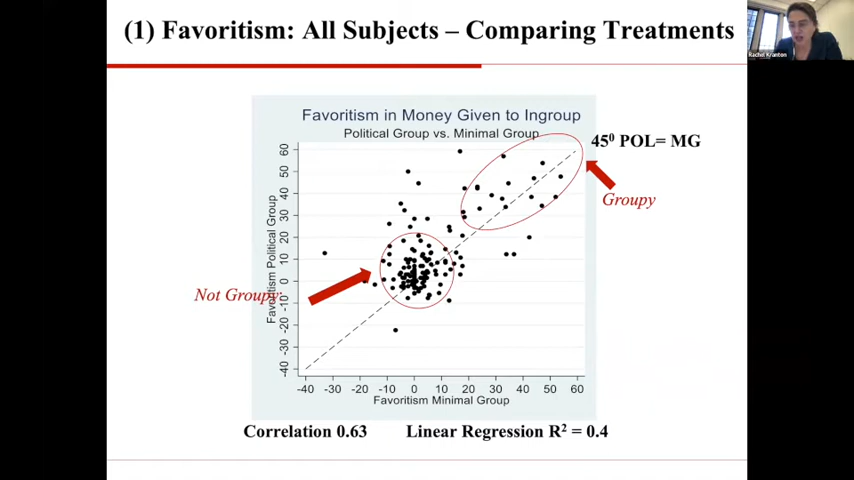 (1) Favoritism: All Subjects – Comparing Treatments
Rachel Kranton
Favoritism in Money Given to Ingroup
Political Group vs. Minimal Group
45⁰ POL= MG
Groupy
Not Groupy
Favoritism Political Group
60
50
40
30
20
10
0
-10
-20
-30
-40
-40 -30 -20 -10 0 10 20 30 40 50 60
Favoritism Minimal Group
Correlation 0.63 Linear Regression R² = 0.4